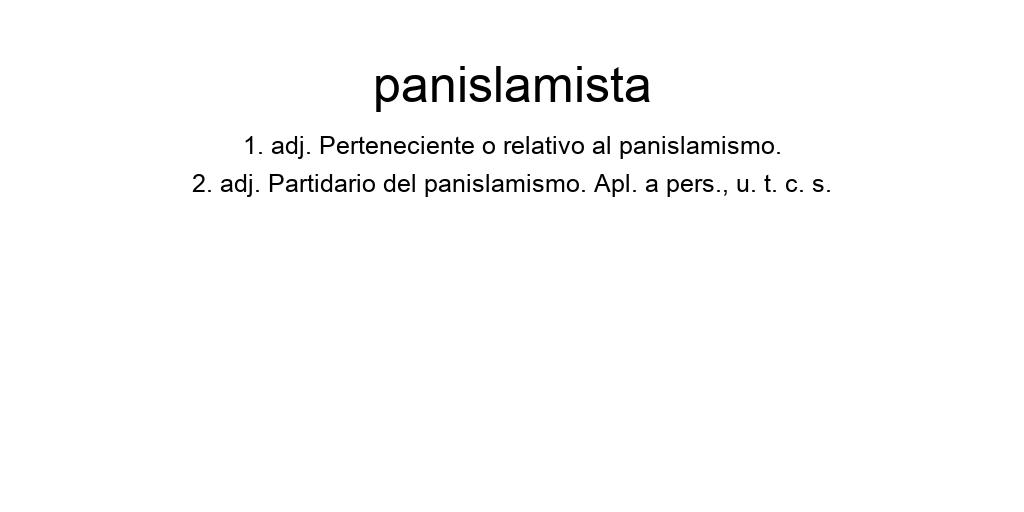 panislamista
1. adj. Perteneciente o relativo al panislamismo.
2. adj. Partidario del panislamismo. Apl. a pers., u. t. c. s.